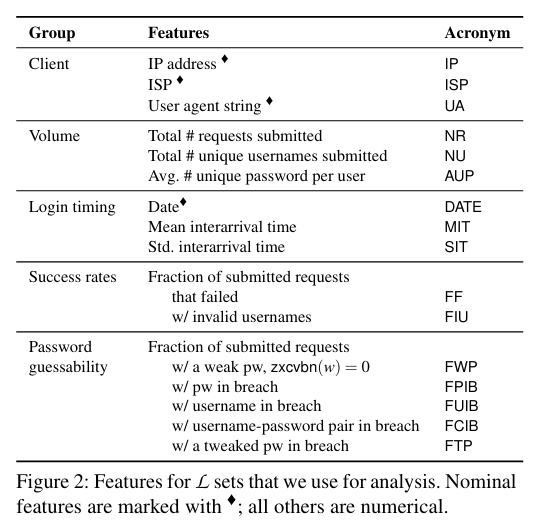 Group Features Acronym
Client IP address ♦ IP
ISP ♦ ISP
User agent string ♦ UA
Volume Total # requests submitted NR
Total # unique usernames submitted NU
Avg. # unique password per user AUP
Login timing Date♦ DATE
Mean interarrival time MIT
Std. interarrival time SIT
Success rates Fraction of submitted requests
that failed FF
w/ invalid usernames FIU
Password Fraction of submitted requests
guessability w/ a weak pw, zxcvbn(w) = 0 FWP
w/ pw in breach FPIB
w/ username in breach FUIB
w/ username-password pair in breach FCIB
w/ a tweaked pw in breach FTP
Figure 2: Features for ℒ sets that we use for analysis. Nominal
features are marked with ♦; all others are numerical.